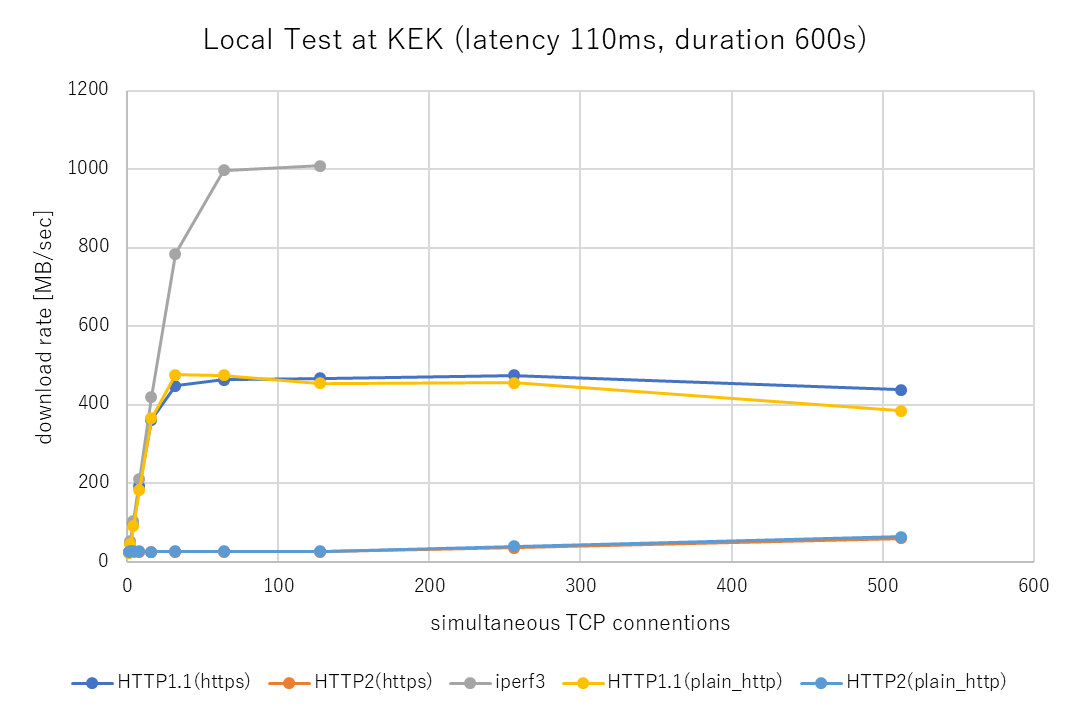 Local Test at KEK (latency 110ms, duration 600s)
1200
1000
800
600
400
200
0
download rate [MB/sec]
0 100 200 300 400 500 600
simultaneous TCP connentions
HTTP1.1(https) HTTP2(https) iperf3 HTTP1.1(plain_http) HTTP2(plain_http)